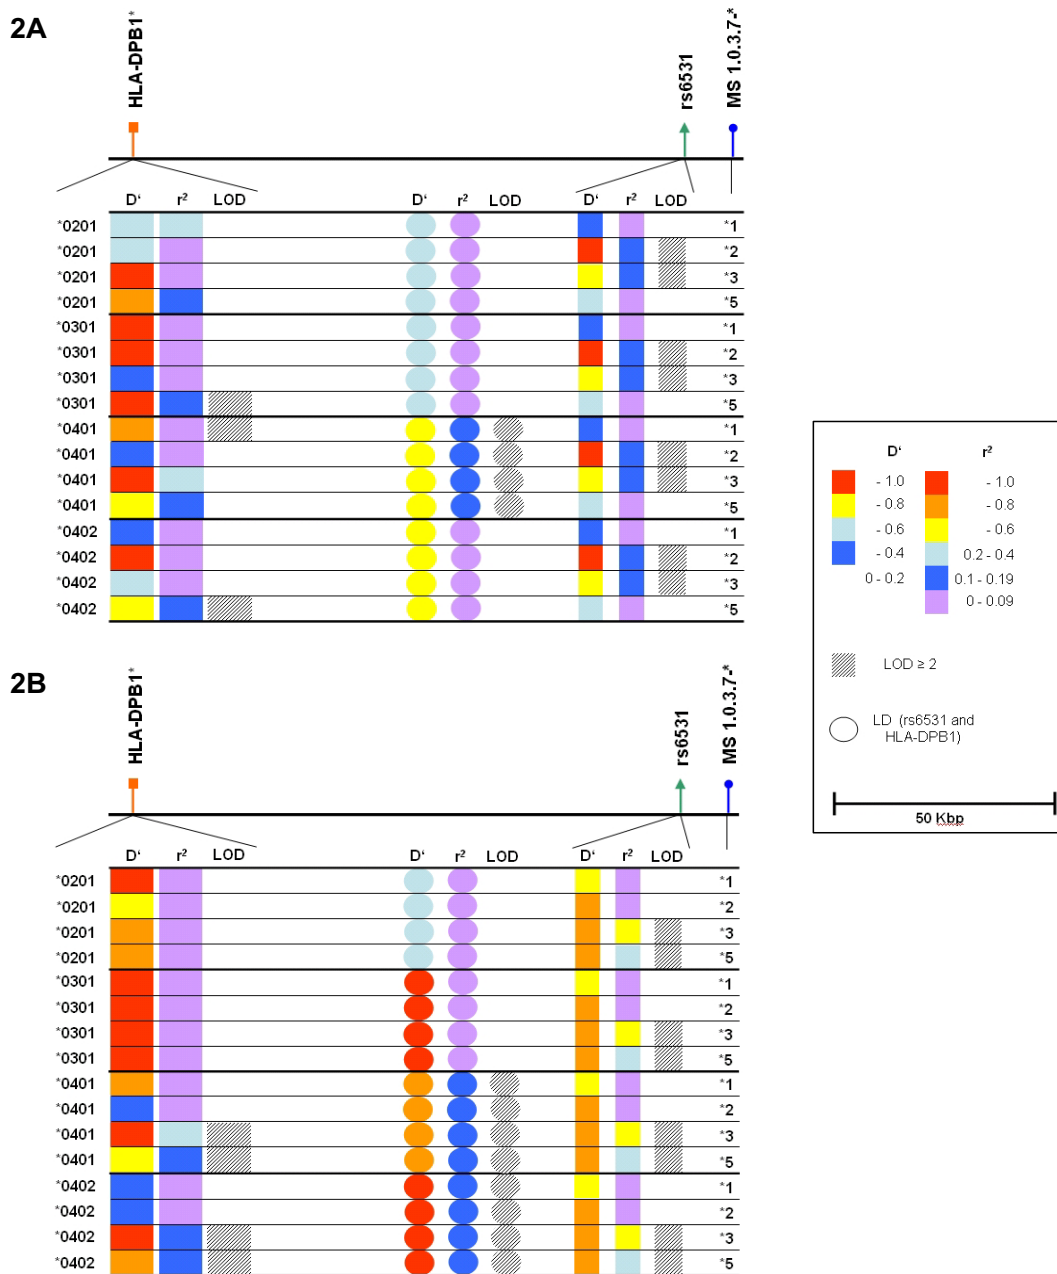 2A
HLA-DPB1*
rs6531
MS 1.0.3.7-*
D‘ r² LOD D‘ r² LOD D‘ r² LOD
*0201 *1
*0201 *2
*0201 *3
*0201 *5
*0301 *1
*0301 *2
*0301 *3
*0301 *5
*0401 *1
*0401 *2
*0401 *3
*0401 *5
*0402 *1
*0402 *2
*0402 *3
*0402 *5
D‘ r²
- 1.0 - 1.0
- 0.8 - 0.8
- 0.6 - 0.6
- 0.4 0.2 - 0.4
0 - 0.2 0.1 - 0.19
0 - 0.09
LOD ≥ 2
LD (rs6531 and
HLA-DPB1)
50 Kbp
2B
HLA-DPB1*
rs6531
MS 1.0.3.7-*
D‘ r² LOD D‘ r² LOD D‘ r² LOD
*0201 *1
*0201 *2
*0201 *3
*0201 *5
*0301 *1
*0301 *2
*0301 *3
*0301 *5
*0401 *1
*0401 *2
*0401 *3
*0401 *5
*0402 *1
*0402 *2
*0402 *3
*0402 *5